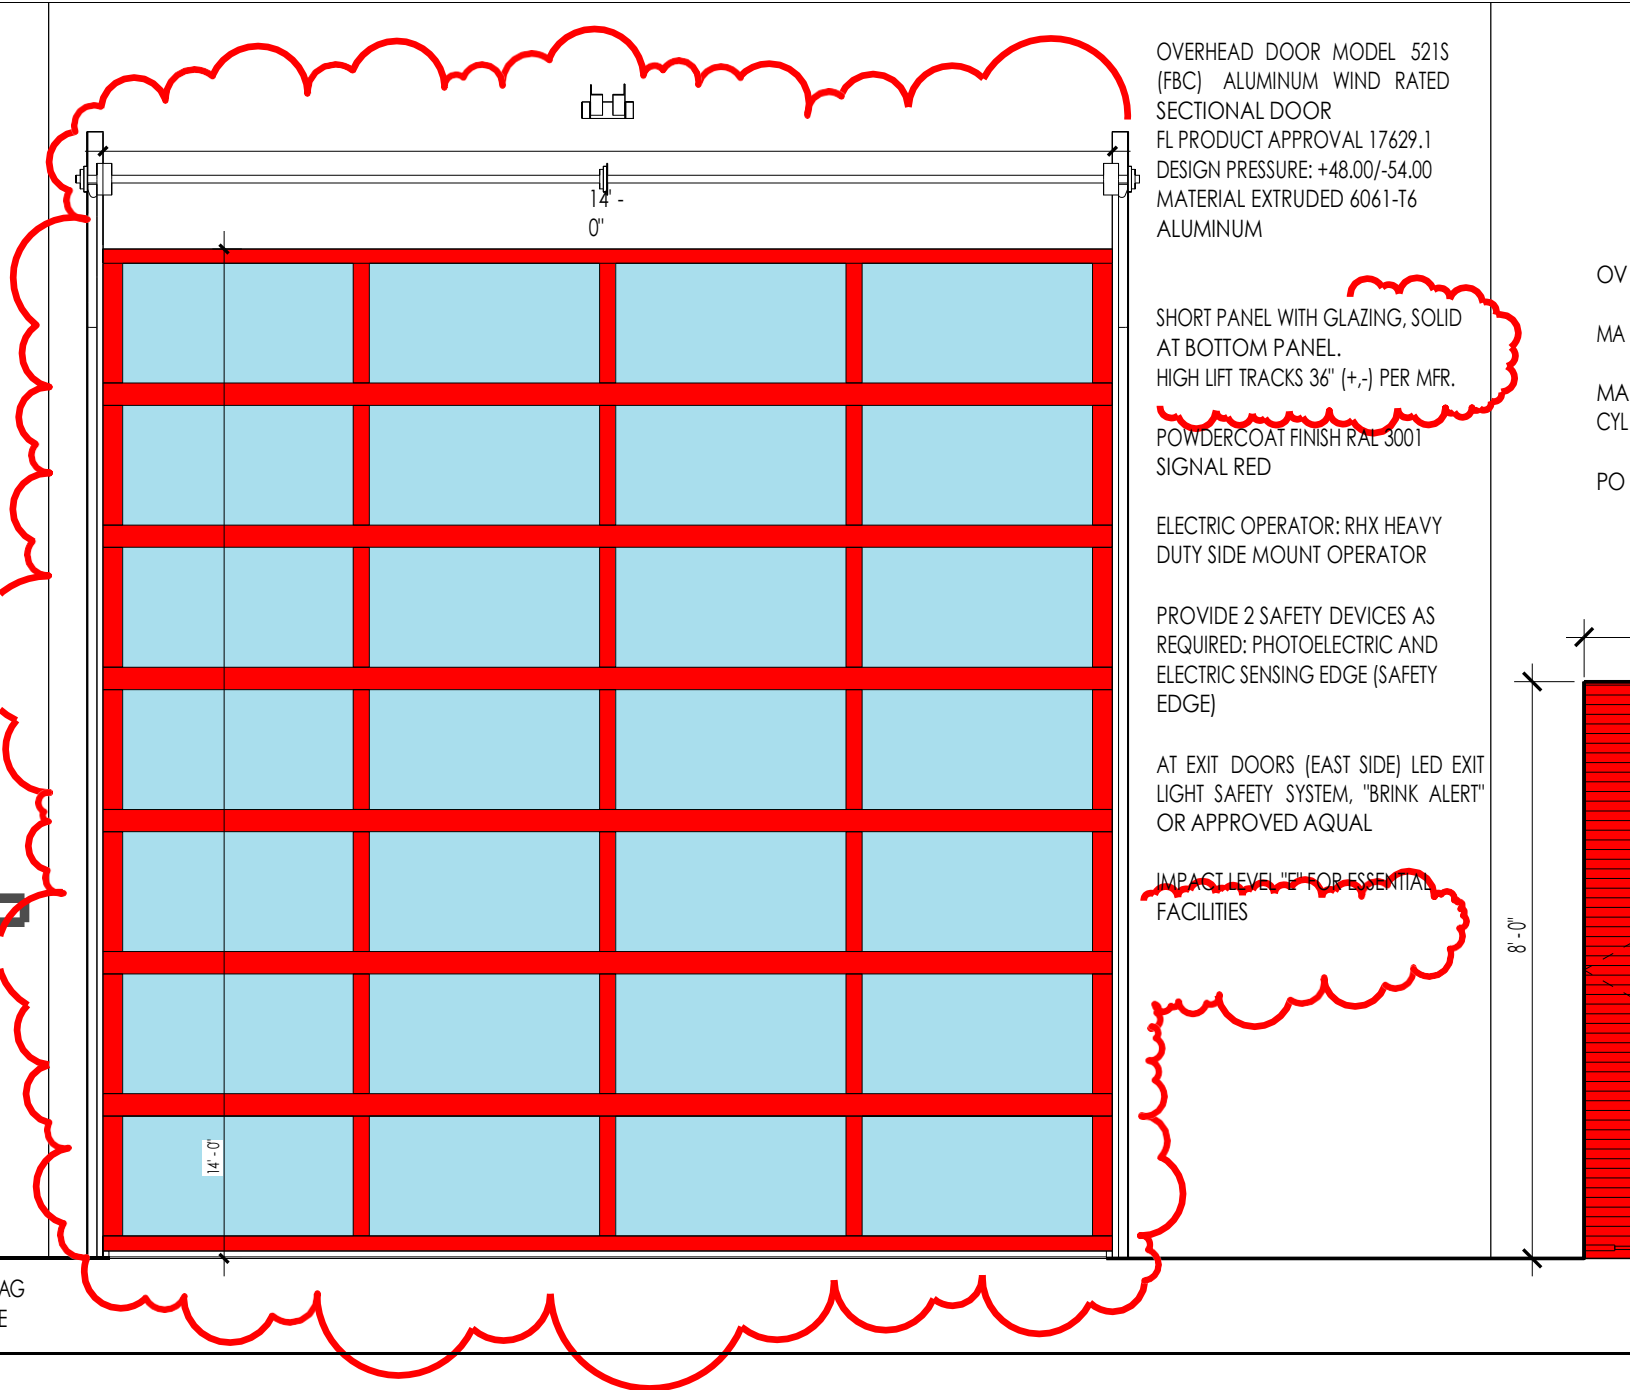 OVERHEAD DOOR MODEL 521S
(FBC) ALUMINUM WIND RATED
SECTIONAL DOOR
FL PRODUCT APPROVAL 17629.1
DESIGN PRESSURE: +48.00/-54.00
MATERIAL EXTRUDED 6061-T6
ALUMINUM
SHORT PANEL WITH GLAZING, SOLID
AT BOTTOM PANEL.
HIGH LIFT TRACKS 36" (+,-) PER MFR.
POWDERCOAT FINISH RAL 3001
SIGNAL RED
ELECTRIC OPERATOR: RHX HEAVY
DUTY SIDE MOUNT OPERATOR
PROVIDE 2 SAFETY DEVICES AS
REQUIRED: PHOTOELECTRIC AND
ELECTRIC SENSING EDGE (SAFETY
EDGE)
AT EXIT DOORS (EAST SIDE) LED EXIT
LIGHT SAFETY SYSTEM, "BRINK ALERT"
OR APPROVED AQUAL
IMPACT LEVEL "E" FOR ESSENTIAL
FACILITIES
14' -
0"
14' - 0"
8' - 0"
OV
MA
MA
CYL
PO
AG
E